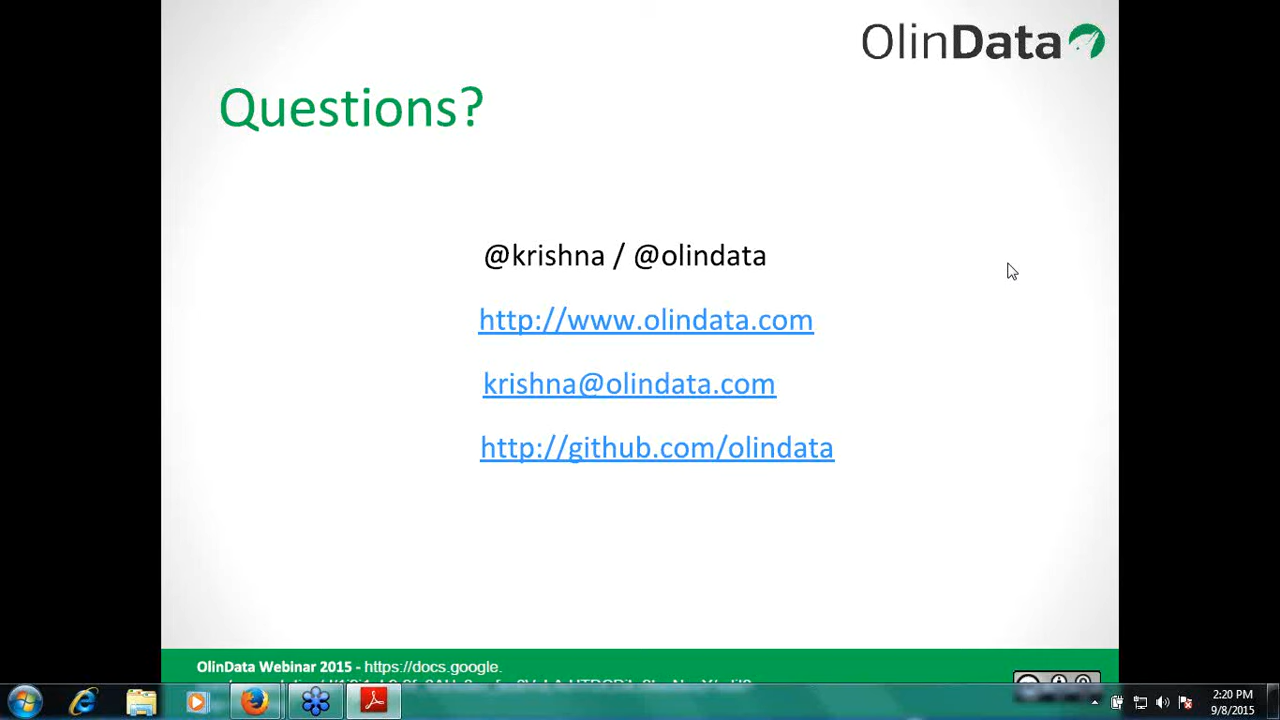 OlinData
Questions?
@krishna / @olindata
http://www.olindata.com
krishna@olindata.com
http://github.com/olindata
OlinData Webinar 2015 - https://docs.google.
2:20 PM
9/8/2015